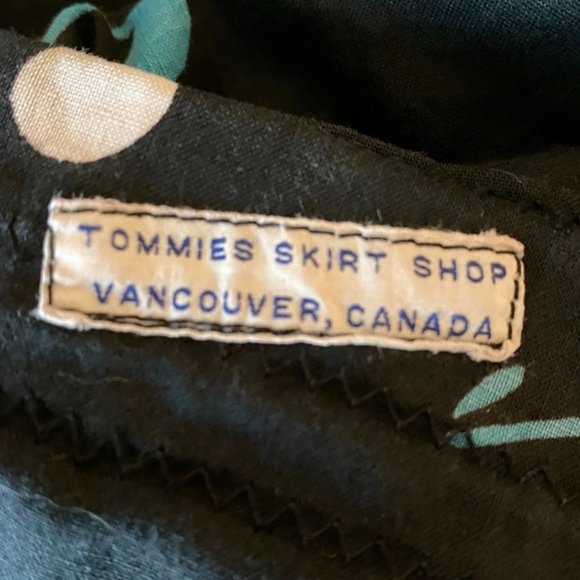 TOMMIES SKIRT SHOP
VANCOUVER, CANADA